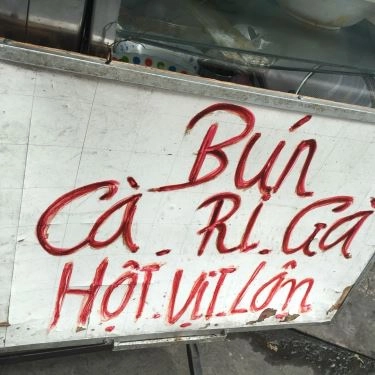 Bún
Cà. Ri. Gà
HộT. VịT Lộn